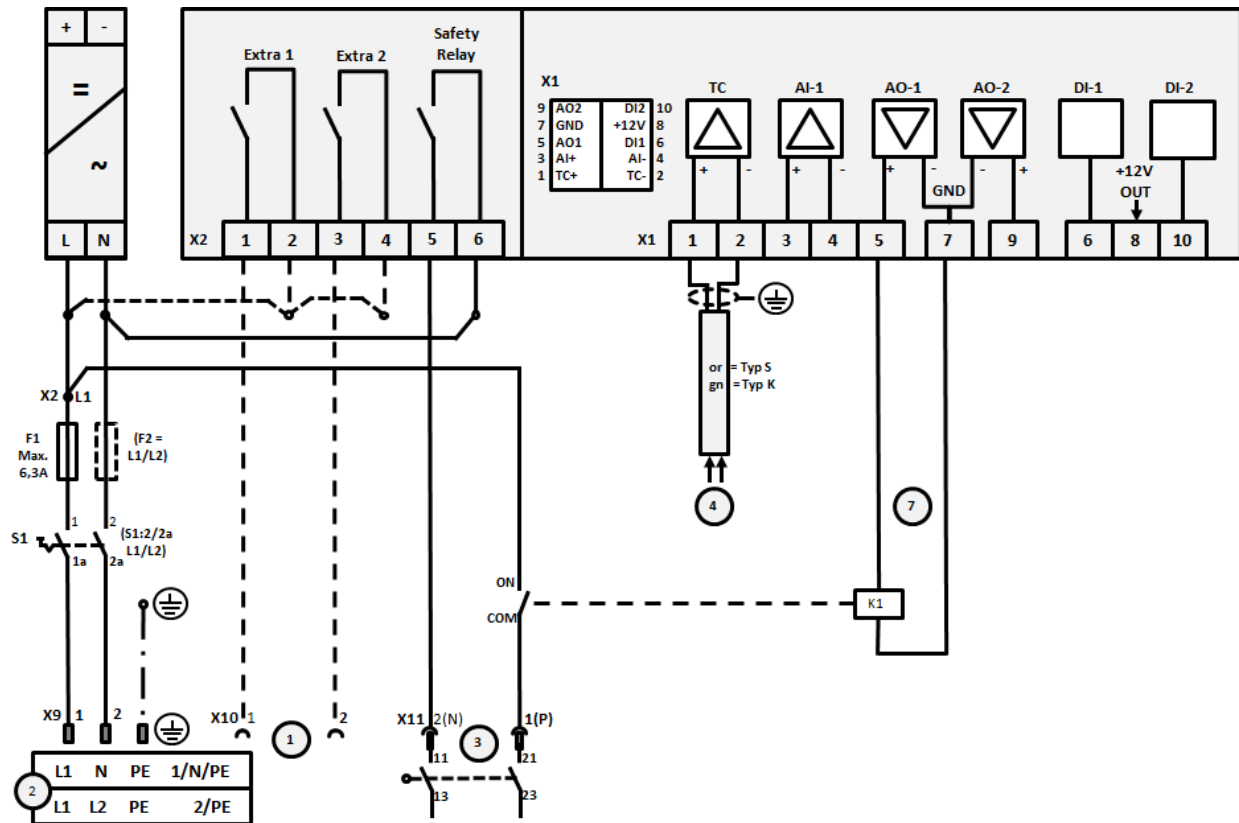 + -
=
~
L N
Extra 1
Extra 2
Safety
Relay
X2 1 2 3 4 5 6
X1
9 AO2 DI2 10
7 GND +12V 8
5 AO1 DI1 6
3 AI+ AI- 4
1 TC+ TC- 2
TC
AI-1
AO-1
AO-2
DI-1
DI-2
+ - + - + - - +
GND
+12V
OUT
X1 1 2 3 4 5 7 9 6 8 10
or = Typ S
gn = Typ K
4
7
X2 L1
F1
Max.
6,3A
(F2 =
L1/L2)
S1
1
1a
2
2a
(S1:2/2a
L1/L2)
ON
COM
K1
X9 1 2
X10 1 2
1
X11 2(N) 1(P)
3
11
13
21
23
2
L1 N PE 1/N/PE
L1 L2 PE 2/PE